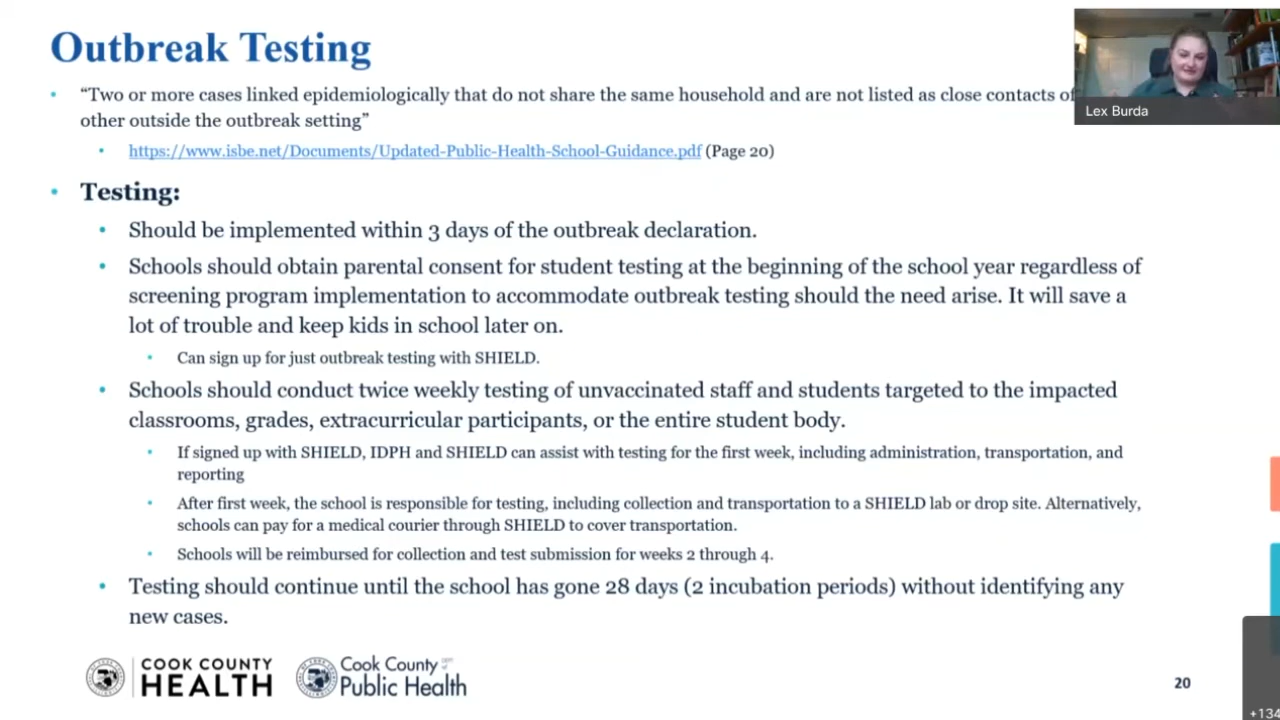 Outbreak Testing
• “Two or more cases linked epidemiologically that do not share the same household and are not listed as close contacts of
other outside the outbreak setting”
• https://www.isbe.net/Documents/Updated-Public-Health-School-Guidance.pdf (Page 20)
• Testing:
• Should be implemented within 3 days of the outbreak declaration.
• Schools should obtain parental consent for student testing at the beginning of the school year regardless of
screening program implementation to accommodate outbreak testing should the need arise. It will save a
lot of trouble and keep kids in school later on.
• Can sign up for just outbreak testing with SHIELD.
• Schools should conduct twice weekly testing of unvaccinated staff and students targeted to the impacted
classrooms, grades, extracurricular participants, or the entire student body.
• If signed up with SHIELD, IDPH and SHIELD can assist with testing for the first week, including administration, transportation, and
reporting
• After first week, the school is responsible for testing, including collection and transportation to a SHIELD lab or drop site. Alternatively,
schools can pay for a medical courier through SHIELD to cover transportation.
• Schools will be reimbursed for collection and test submission for weeks 2 through 4.
• Testing should continue until the school has gone 28 days (2 incubation periods) without identifying any
new cases.
COOK COUNTY
HEALTH
Cook County
Public Health
20
Lex Burda
+134